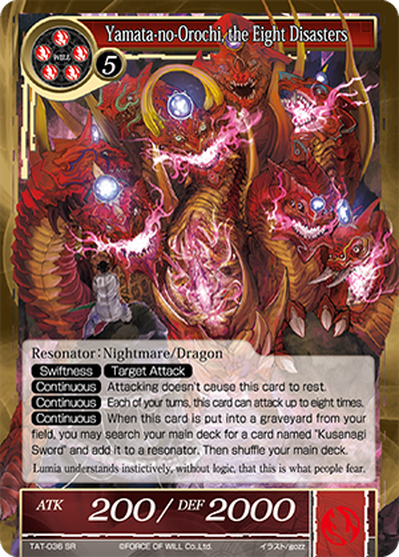 Yamata-no-Orochi, the Eight Disasters
WILL
5
Resonator: Nightmare/Dragon
Swiftness Target Attack
Continuous Attacking doesn't cause this card to rest.
Continuous Each of your turns, this card can attack up to eight times.
Continuous When this card is put into a graveyard from your
field, you may search your main deck for a card named "Kusanagi
Sword" and add it to a resonator. Then shuffle your main deck.
Lumia understands instictively, without logic, that this is what people fear.
ATK 200/ DEF 2000
TAT-036 SR ©FORCE OF WILL Co.,Ltd. イラスト/gozz